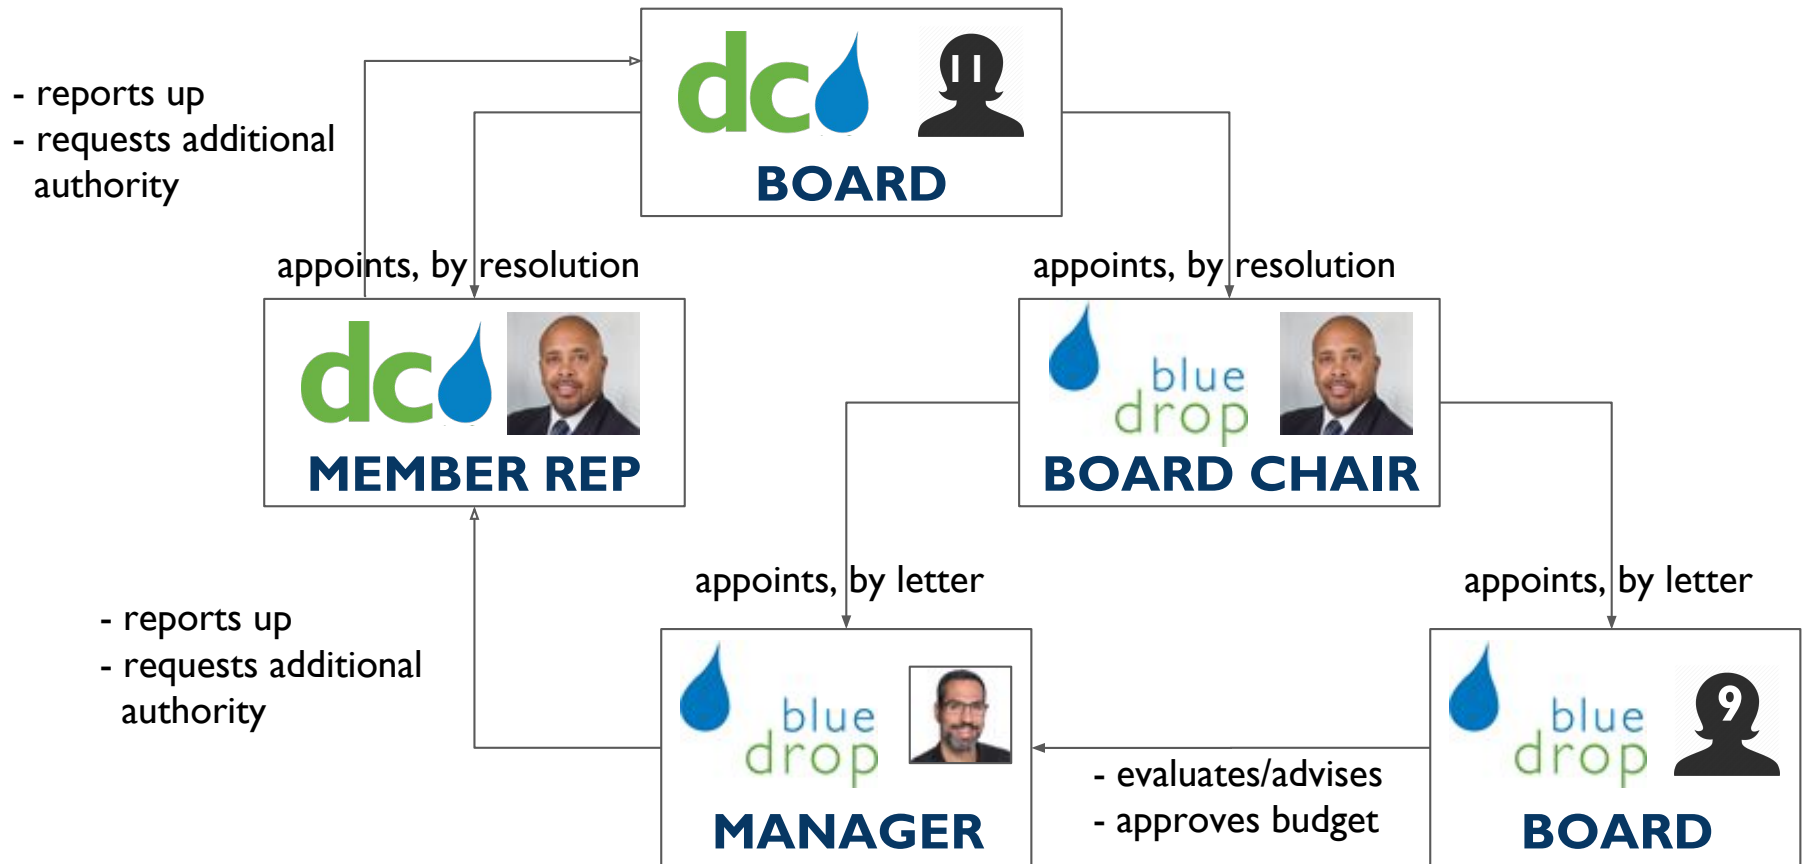 dc
11
BOARD
- reports up
- requests additional
authority
appoints, by resolution
appoints, by resolution
dc
MEMBER REP
blue
drop
BOARD CHAIR
appoints, by letter
appoints, by letter
- reports up
- requests additional
authority
blue
drop
MANAGER
- evaluates/advises
- approves budget
blue
drop
9
BOARD